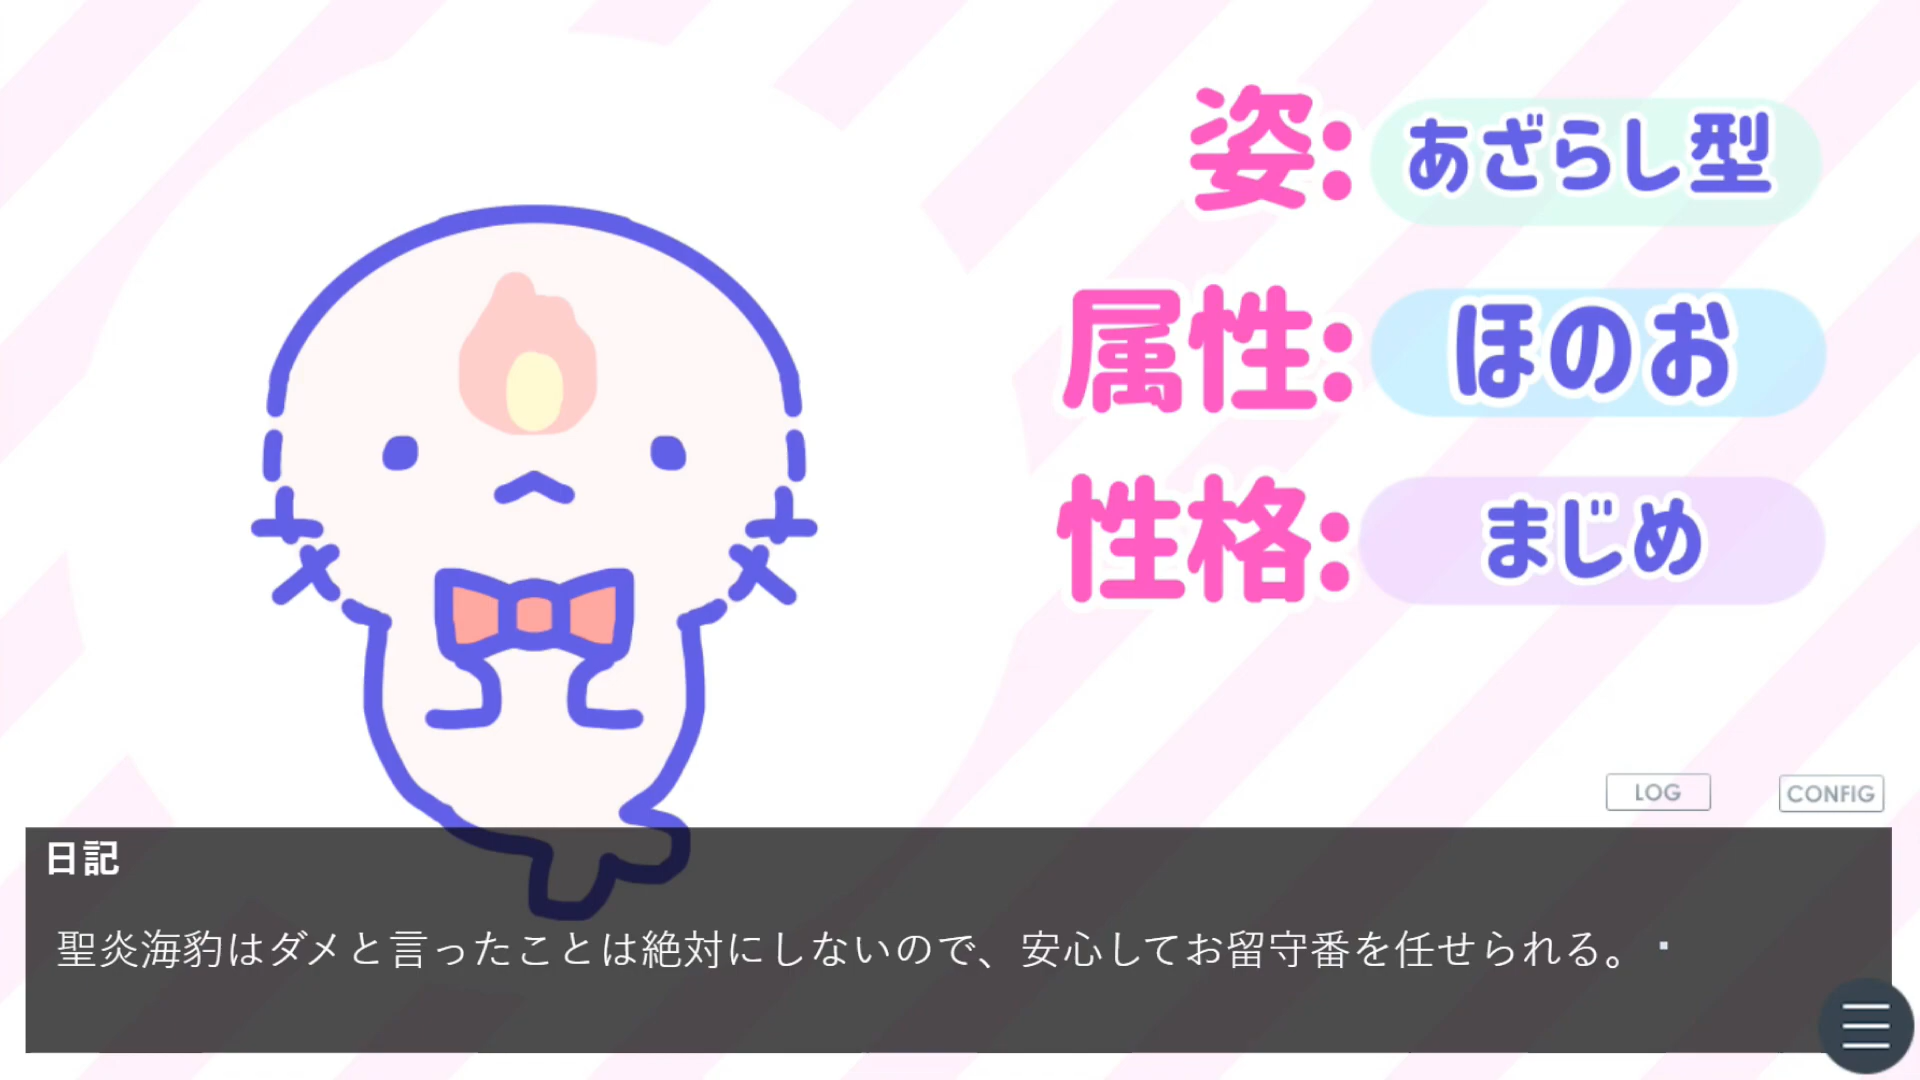 姿: あざらし型
属性: ほのお
性格: まじめ
LOG
CONFIG
日記
聖炎海豹はダメと言ったことは絶対にしないので、安心してお留守番を任せられる。